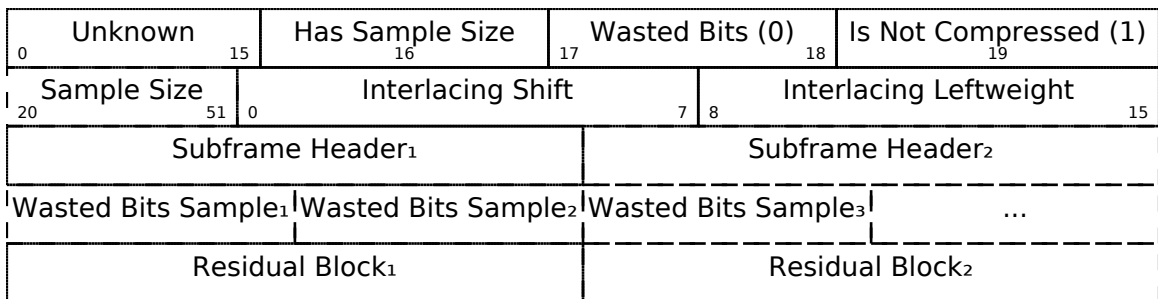 Unknown Has Sample Size Wasted Bits (0) Is Not Compressed (1)
0 15 16 17 18 19
Sample Size Interlacing Shift Interlacing Leftweight
20 51 0 7 8 15
Subframe Header₁ Subframe Header₂
Wasted Bits Sample₁ Wasted Bits Sample₂ Wasted Bits Sample₃ ...
Residual Block₁ Residual Block₂